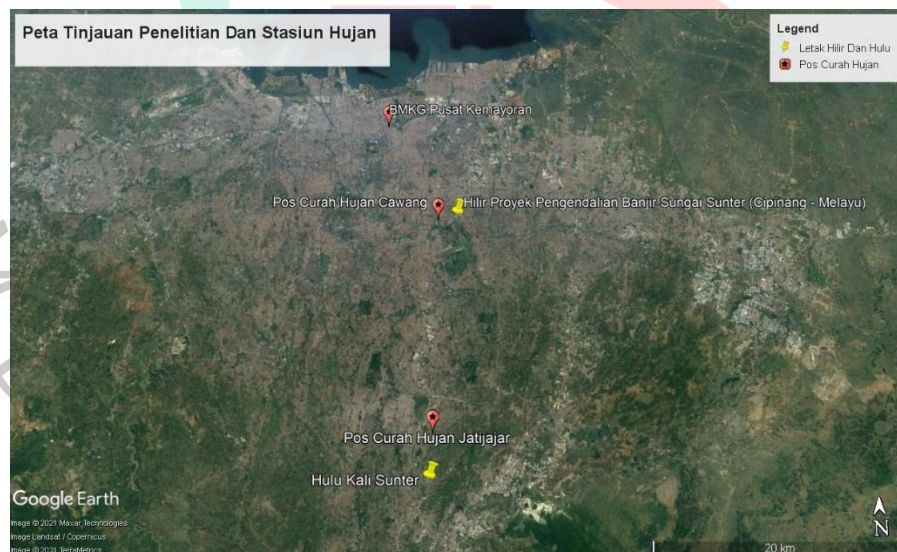 Peta Tinjauan Penelitian Dan Stasiun Hujan
Legend
Letak Hilir Dan Hulu
Pos Curah Hujan
BMKG Pusat Kemayoran
Pos Curah Hujan Cawang
Hilir Proyek Pengendalian Banjir Sungai Sunter (Cipinang - Melayu)
Pos Curah Hujan Jatijajar
Hulu Kali Sunter
Google Earth
Image © 2021 Maxar Technologies
Image Landsat / Copernicus
Image © 2021 TerraMetrics
20 km
N